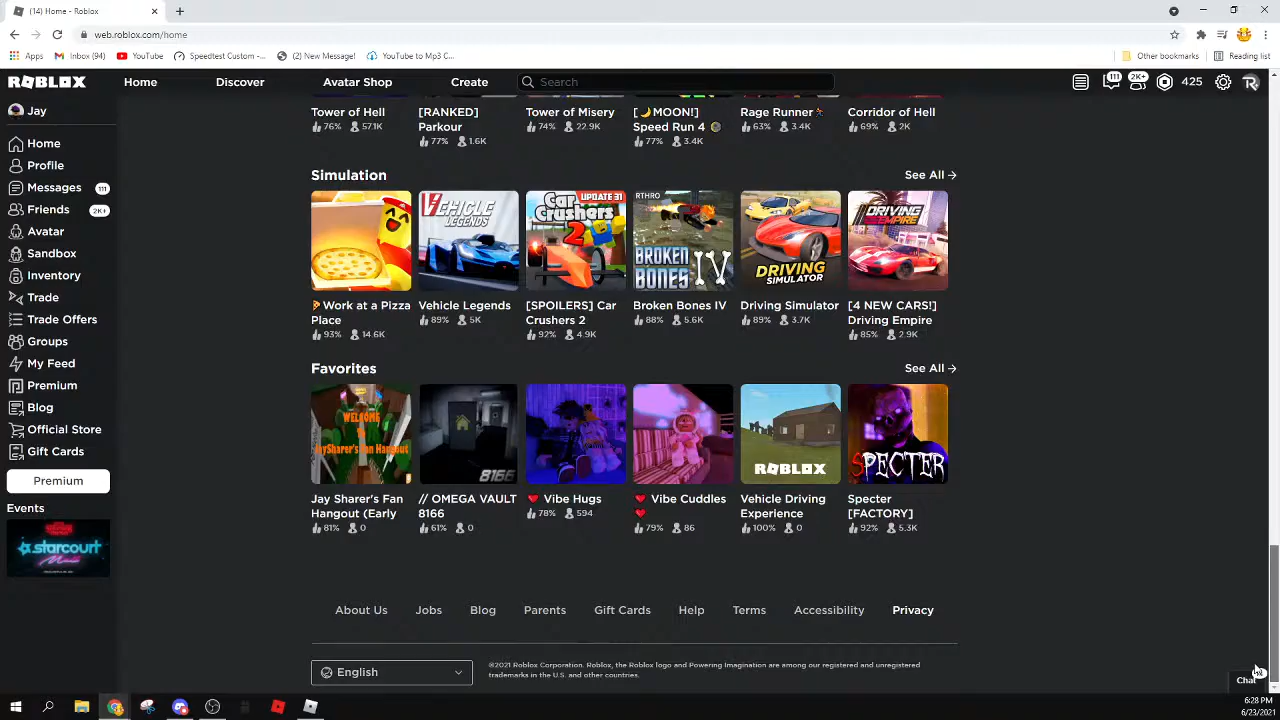 (14) Home - Roblox
web.roblox.com/home
Apps
Inbox (94)
YouTube
Speedtest Custom -...
(2) New Message!
YouTube to Mp3 C...
Other bookmarks
Reading list
ROBLOX
Home
Discover
Avatar Shop
Create
Search
111
2K+
425
Jay
Home
Profile
Messages 111
Friends 2K+
Avatar
Sandbox
Inventory
Trade
Trade Offers
Groups
My Feed
Premium
Blog
Official Store
Gift Cards
Premium
Events
starcourt
Tower of Hell
76% 57.1K
[RANKED]
Parkour
77% 1.6K
Tower of Misery
74% 22.9K
[🌙MOON!]
Speed Run 4
77% 3.4K
Rage Runner
63% 3.4K
Corridor of Hell
69% 2K
Simulation
See All →
VEHICLE
LEGENDS
UPDATE 31
Car
Crushers
2
RTHRO
BROKEN
BONES IV
DRIVING
SIMULATOR
DRIVING
EMPIRE
🍕Work at a Pizza
Place
93% 14.6K
Vehicle Legends
89% 5K
[SPOILERS] Car
Crushers 2
92% 4.9K
Broken Bones IV
88% 5.6K
Driving Simulator
89% 3.7K
[4 NEW CARS!]
Driving Empire
85% 2.9K
Favorites
See All →
WELCOME
JaySharer's Fan Hangout
8166
ROBLOX
SPECTER
Jay Sharer's Fan
Hangout (Early
81% 0
// OMEGA VAULT
8166
61% 0
❤️ Vibe Hugs
78% 594
❤️ Vibe Cuddles
❤️
79% 86
Vehicle Driving
Experience
100% 0
Specter
[FACTORY]
92% 5.3K
About Us
Jobs
Blog
Parents
Gift Cards
Help
Terms
Accessibility
Privacy
English
©2021 Roblox Corporation. Roblox, the Roblox logo and Powering Imagination are among our registered and unregistered
trademarks in the U.S. and other countries.
Chat
6:28 PM
6/23/2021